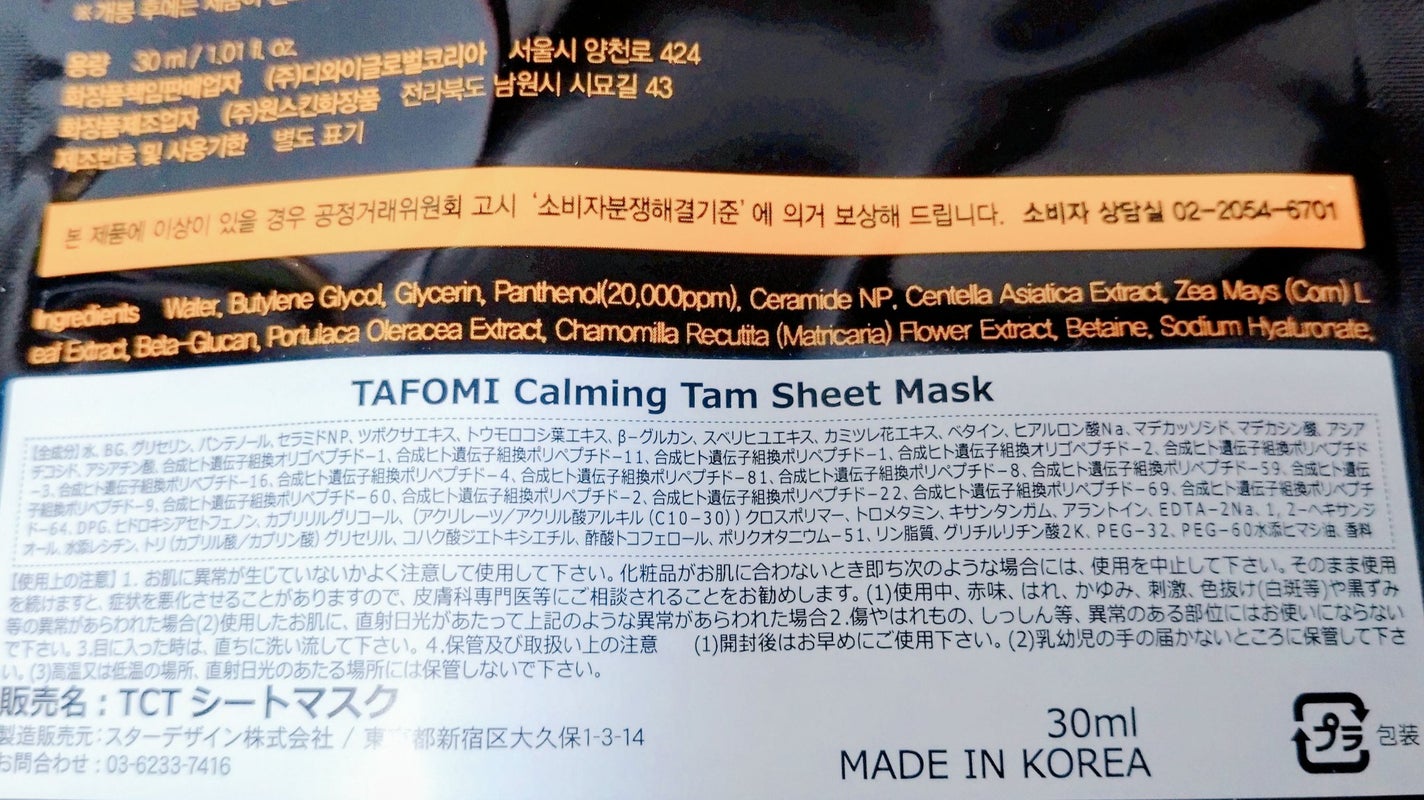 ※개봉 후에는 제품이
용량 30ml / 1.01 fl. oz
화장품책임판매업자 (주)디와이글로벌코리아 서울시 양천로 424
화장품제조업자 (주)원스킨화장품 전라북도 남원시 시묘길 43
제조번호 및 사용기한 별도 표기
본 제품에 이상이 있을 경우 공정거래위원회 고시 '소비자분쟁해결기준'에 의거 보상해 드립니다. 소비자 상담실 02-2054-6701
Ingredients Water, Butylene Glycol, Glycerin, Panthenol(20,000ppm), Ceramide NP, Centella Asiatica Extract, Zea Mays (Corn) L
eaf Extract, Beta-Glucan, Portulaca Oleracea Extract, Chamomilla Recutita (Matricaria) Flower Extract, Betaine, Sodium Hyaluronate,
TAFOMI Calming Tam Sheet Mask
【全成分】水、BG、グリセリン、パンテノール、セラミドNP、ツボクサエキス、トウモロコシ葉エキス、β-グルカン、スベリヒユエキス、カミツレ花エキス、ベタイン、ヒアルロン酸Na、マデカッソシド、マデカシン酸、アシア
チコシド、アシアチン酸、合成ヒト遺伝子組換オリゴペプチド-1、合成ヒト遺伝子組換ポリペプチド-11、合成ヒト遺伝子組換ポリペプチド-1、合成ヒト遺伝子組換オリゴペプチド-2、合成ヒト遺伝子組換ポリペプチド
-3、合成ヒト遺伝子組換ポリペプチド-16、合成ヒト遺伝子組換ポリペプチド-4、合成ヒト遺伝子組換ポリペプチド-81、合成ヒト遺伝子組換ポリペプチド-8、合成ヒト遺伝子組換ポリペプチド-59、合成ヒト遺伝
子組換ポリペプチド-9、合成ヒト遺伝子組換ポリペプチド-60、合成ヒト遺伝子組換ポリペプチド-2、合成ヒト遺伝子組換ポリペプチド-22、合成ヒト遺伝子組換ポリペプチド-69、合成ヒト遺伝子組換ポリペプチ
ド-64、DPG、ヒドロキシアセトフェノン、カプリリルグリコール、(アクリレーツ/アクリル酸アルキル(C10-30))クロスポリマー、トロメタミン、キサンタンガム、アラントイン、EDTA-2Na、1,2-ヘキサンジ
オール、水添レシチン、トリ(カプリル酸/カプリン酸)グリセリル、コハク酸ジエトキシエチル、酢酸トコフェロール、ポリクオタニウム-51、リン脂質、グリチルリチン酸2K、PEG-32、PEG-60水添ヒマシ油、香料
【使用上の注意】1. お肌に異常が生じていないかよく注意して使用して下さい。化粧品がお肌に合わないとき即ち次のような場合には、使用を中止して下さい。そのまま使用
を続けますと、症状を悪化させることがありますので、皮膚科専門医等にご相談されることをお勧めします。(1)使用中、赤味、はれ、かゆみ、刺激、色抜け(白斑等)や黒ずみ
等の異常があらわれた場合(2)使用したお肌に、直射日光があたって上記のような異常があらわれた場合2.傷やはれもの、しっしん等、異常のある部位にはお使いにならない
で下さい。3.目に入った時は、直ちに洗い流して下さい。4.保管及び取扱い上の注意 (1)開封後はお早めにご使用下さい。(2)乳幼児の手の届かないところに保管して下さ
い。(3)高温又は低温の場所、直射日光のあたる場所には保管しないで下さい。
販売名：TCT シートマスク
製造販売元：スターデザイン株式会社 / 東 都新宿区大久保1-3-14
お問合わせ：03-6233-7416
30ml
MADE IN KOREA
プラ 包装